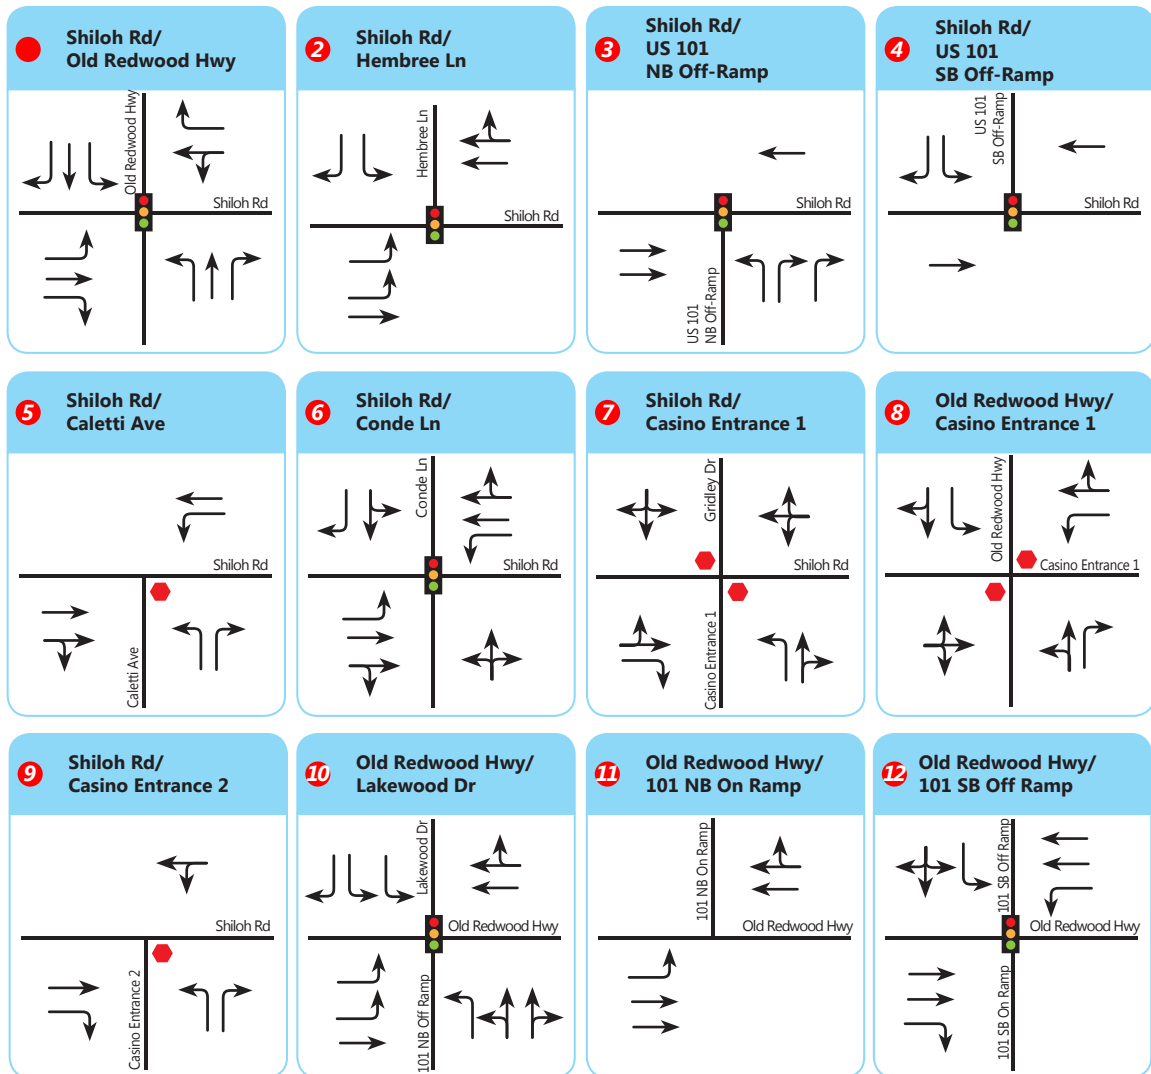 Shiloh Rd/
Old Redwood Hwy
Old Redwood Hwy
Shiloh Rd
2
Shiloh Rd/
Hembree Ln
Hembree Ln
Shiloh Rd
3
Shiloh Rd/
US 101
NB Off-Ramp
Shiloh Rd
US 101
NB Off-Ramp
4
Shiloh Rd/
US 101
SB Off-Ramp
US 101
SB Off-Ramp
Shiloh Rd
5
Shiloh Rd/
Caletti Ave
Shiloh Rd
Caletti Ave
6
Shiloh Rd/
Conde Ln
Conde Ln
Shiloh Rd
7
Shiloh Rd/
Casino Entrance 1
Gridley Dr
Shiloh Rd
Casino Entrance 1
8
Old Redwood Hwy/
Casino Entrance 1
Old Redwood Hwy
Casino Entrance 1
9
Shiloh Rd/
Casino Entrance 2
Shiloh Rd
Casino Entrance 2
10
Old Redwood Hwy/
Lakewood Dr
Lakewood Dr
Old Redwood Hwy
101 NB Off Ramp
11
Old Redwood Hwy/
101 NB On Ramp
101 NB On Ramp
Old Redwood Hwy
12
Old Redwood Hwy/
101 SB Off Ramp
101 SB Off Ramp
Old Redwood Hwy
101 SB On Ramp